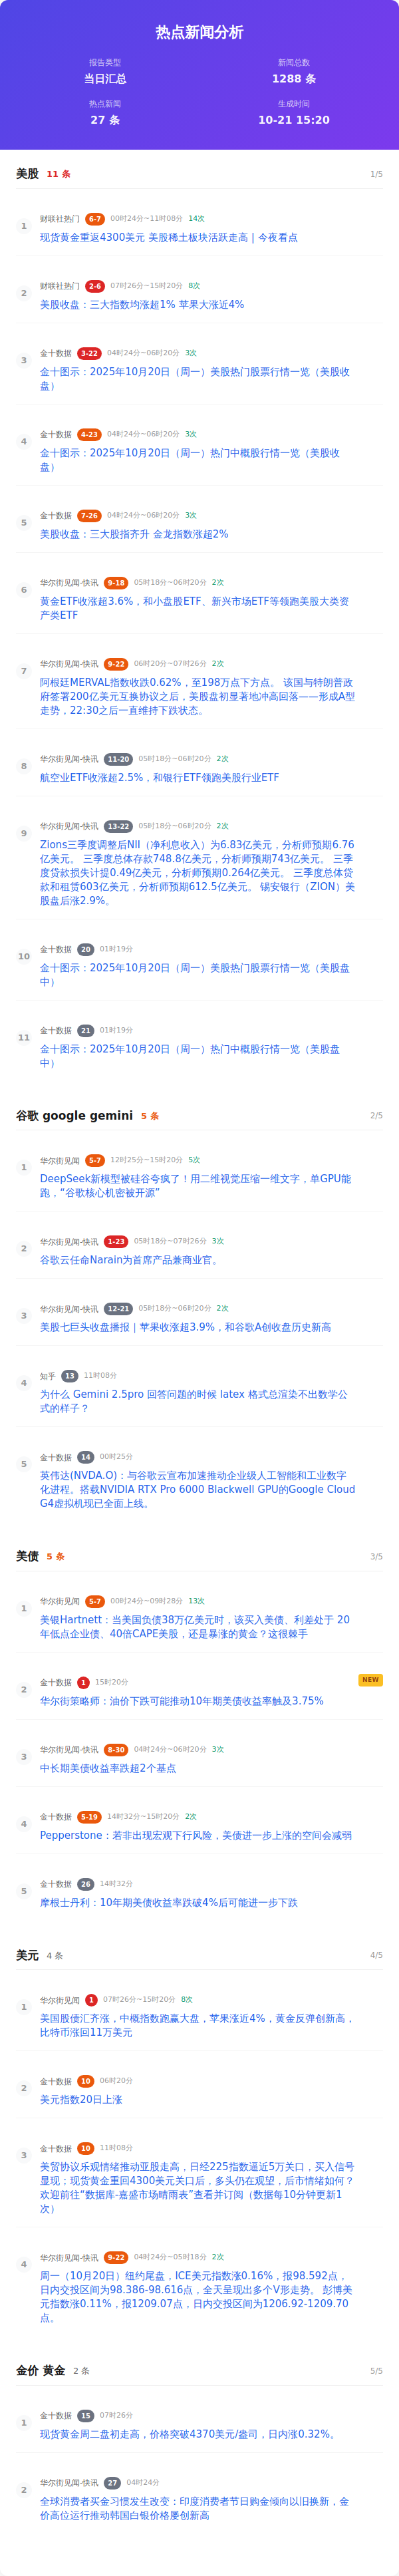 热点新闻分析
报告类型
当日汇总
新闻总数
1288 条
热点新闻
27 条
生成时间
10-21 15:20
美股 11 条 1/5
1 财联社热门 6-7 00时24分~11时08分 14次
现货黄金重返4300美元 美股稀土板块活跃走高 | 今夜看点
2 财联社热门 2-6 07时26分~15时20分 8次
美股收盘：三大指数均涨超1% 苹果大涨近4%
3 金十数据 3-22 04时24分~06时20分 3次
金十图示：2025年10月20日（周一）美股热门股票行情一览（美股收
盘）
4 金十数据 4-23 04时24分~06时20分 3次
金十图示：2025年10月20日（周一）热门中概股行情一览（美股收
盘）
5 金十数据 7-26 04时24分~06时20分 3次
美股收盘：三大股指齐升 金龙指数涨超2%
6 华尔街见闻-快讯 9-18 05时18分~06时20分 2次
黄金ETF收涨超3.6%，和小盘股ETF、新兴市场ETF等领跑美股大类资
产类ETF
7 华尔街见闻-快讯 9-22 06时20分~07时26分 2次
阿根廷MERVAL指数收跌0.62%，至198万点下方点。 该国与特朗普政
府签署200亿美元互换协议之后，美股盘初显著地冲高回落——形成A型
走势，22:30之后一直维持下跌状态。
8 华尔街见闻-快讯 11-20 05时18分~06时20分 2次
航空业ETF收涨超2.5%，和银行ETF领跑美股行业ETF
9 华尔街见闻-快讯 13-22 05时18分~06时20分 2次
Zions三季度调整后NII（净利息收入）为6.83亿美元，分析师预期6.76
亿美元。 三季度总体存款748.8亿美元，分析师预期743亿美元。 三季
度贷款损失计提0.49亿美元，分析师预期0.264亿美元。 三季度总体贷
款和租赁603亿美元，分析师预期612.5亿美元。 锡安银行（ZION）美
股盘后涨2.9%。
10 金十数据 20 01时19分
金十图示：2025年10月20日（周一）美股热门股票行情一览（美股盘
中）
11 金十数据 21 01时19分
金十图示：2025年10月20日（周一）热门中概股行情一览（美股盘
中）
谷歌 google gemini 5 条 2/5
1 华尔街见闻 5-7 12时25分~15时20分 5次
DeepSeek新模型被硅谷夸疯了！用二维视觉压缩一维文字，单GPU能
跑，“谷歌核心机密被开源”
2 华尔街见闻-快讯 1-23 05时18分~07时26分 3次
谷歌云任命Narain为首席产品兼商业官。
3 华尔街见闻-快讯 12-21 05时18分~06时20分 2次
美股七巨头收盘播报｜苹果收涨超3.9%，和谷歌A创收盘历史新高
4 知乎 13 11时08分
为什么 Gemini 2.5pro 回答问题的时候 latex 格式总渲染不出数学公
式的样子？
5 金十数据 14 00时25分
英伟达(NVDA.O)：与谷歌云宣布加速推动企业级人工智能和工业数字
化进程。搭载NVIDIA RTX Pro 6000 Blackwell GPU的Google Cloud
G4虚拟机现已全面上线。
美债 5 条 3/5
1 华尔街见闻 5-7 00时24分~09时28分 13次
美银Hartnett：当美国负债38万亿美元时，该买入美债、利差处于 20
年低点企业债、40倍CAPE美股，还是暴涨的黄金？这很棘手
2 金十数据 1 15时20分 NEW
华尔街策略师：油价下跌可能推动10年期美债收益率触及3.75%
3 华尔街见闻-快讯 8-30 04时24分~06时20分 3次
中长期美债收益率跌超2个基点
4 金十数据 5-19 14时32分~15时20分 2次
Pepperstone：若非出现宏观下行风险，美债进一步上涨的空间会减弱
5 金十数据 26 14时32分
摩根士丹利：10年期美债收益率跌破4%后可能进一步下跌
美元 4 条 4/5
1 华尔街见闻 1 07时26分~15时20分 8次
美国股债汇齐涨，中概指数跑赢大盘，苹果涨近4%，黄金反弹创新高，
比特币涨回11万美元
2 金十数据 10 06时20分
美元指数20日上涨
3 金十数据 10 11时08分
美贸协议乐观情绪推动亚股走高，日经225指数逼近5万关口，买入信号
显现；现货黄金重回4300美元关口后，多头仍在观望，后市情绪如何？
欢迎前往“数据库-嘉盛市场晴雨表”查看并订阅（数据每10分钟更新1
次）
4 华尔街见闻-快讯 9-22 04时24分~05时18分 2次
周一（10月20日）纽约尾盘，ICE美元指数涨0.16%，报98.592点，
日内交投区间为98.386-98.616点，全天呈现出多个V形走势。 彭博美
元指数涨0.11%，报1209.07点，日内交投区间为1206.92-1209.70
点。
金价 黄金 2 条 5/5
1 金十数据 15 07时26分
现货黄金周二盘初走高，价格突破4370美元/盎司，日内涨0.32%。
2 华尔街见闻-快讯 27 04时24分
全球消费者买金习惯发生改变：印度消费者节日购金倾向以旧换新，金
价高位运行推动韩国白银价格屡创新高